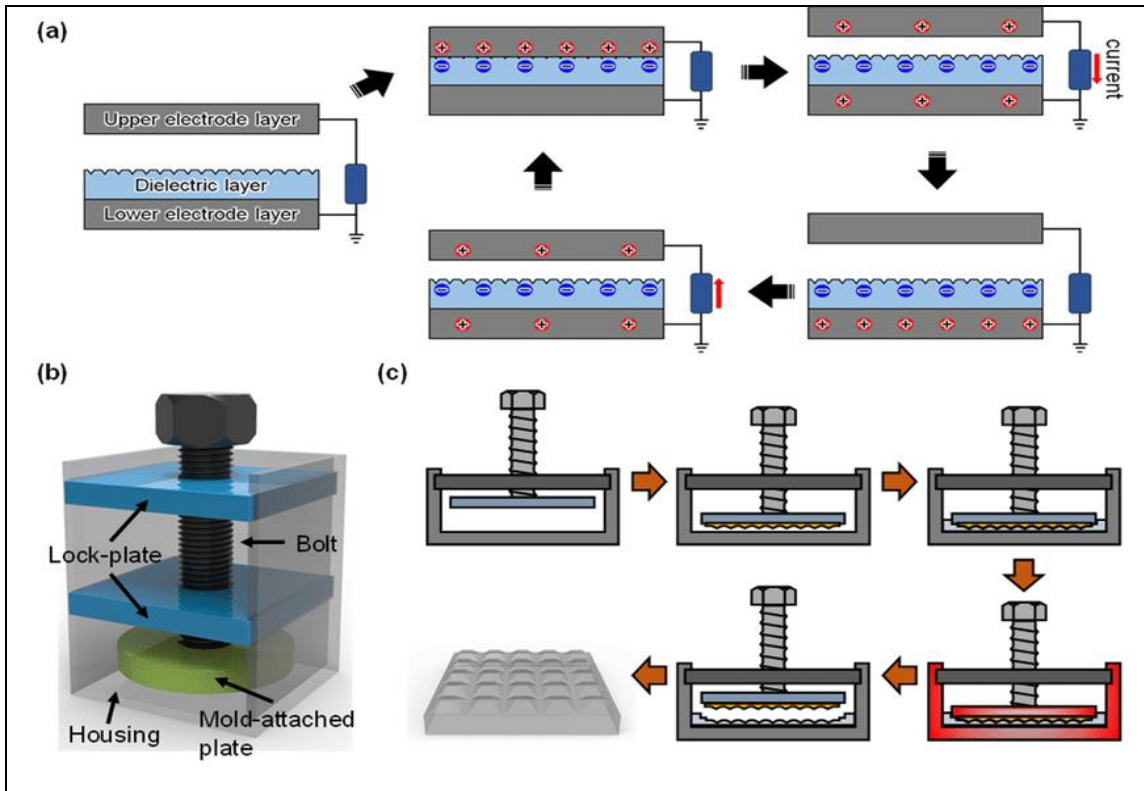 (a)
Upper electrode layer
Dielectric layer
Lower electrode layer
current
(b)
Lock-plate
Bolt
Housing
Mold-attached
plate
(c)